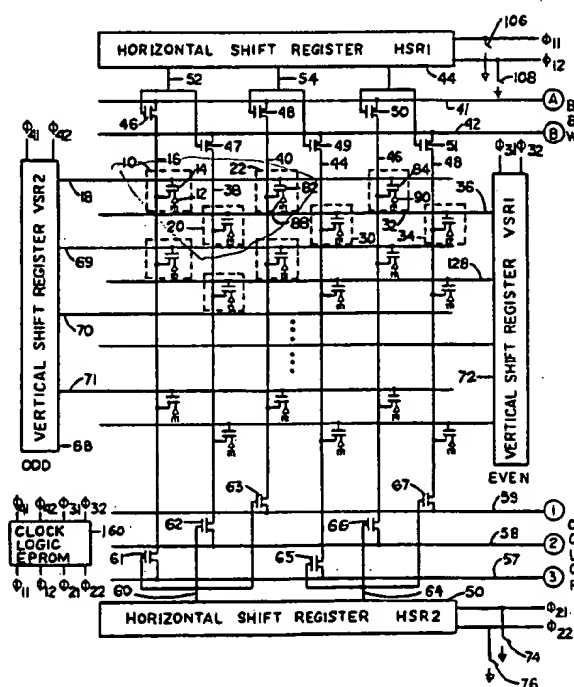 106
HORIZONTAL SHIFT REGISTER HSR1
ϕ11
ϕ12
52 54 44 108
A
46 48 50 41
B & W
42
B
ϕ41 ϕ42 47 49 51 ϕ31 ϕ32
10 16 14 22 40 44 46 84 48
18 12 38 82 90 36
20 88 32
69 30 34
128
VERTICAL SHIFT REGISTER VSR2
VERTICAL SHIFT REGISTER VSR1
70
72
71
68
ODD
EVEN
63 67
ϕ41 ϕ42 ϕ31 ϕ32
59
1
CLOCK LOGIC EPROM
160
62 66
58
2
61 65
57
3
COLOR
ϕ11 ϕ12 ϕ21 ϕ22
60 64 50
HORIZONTAL SHIFT REGISTER HSR2
ϕ21
ϕ22
74
76